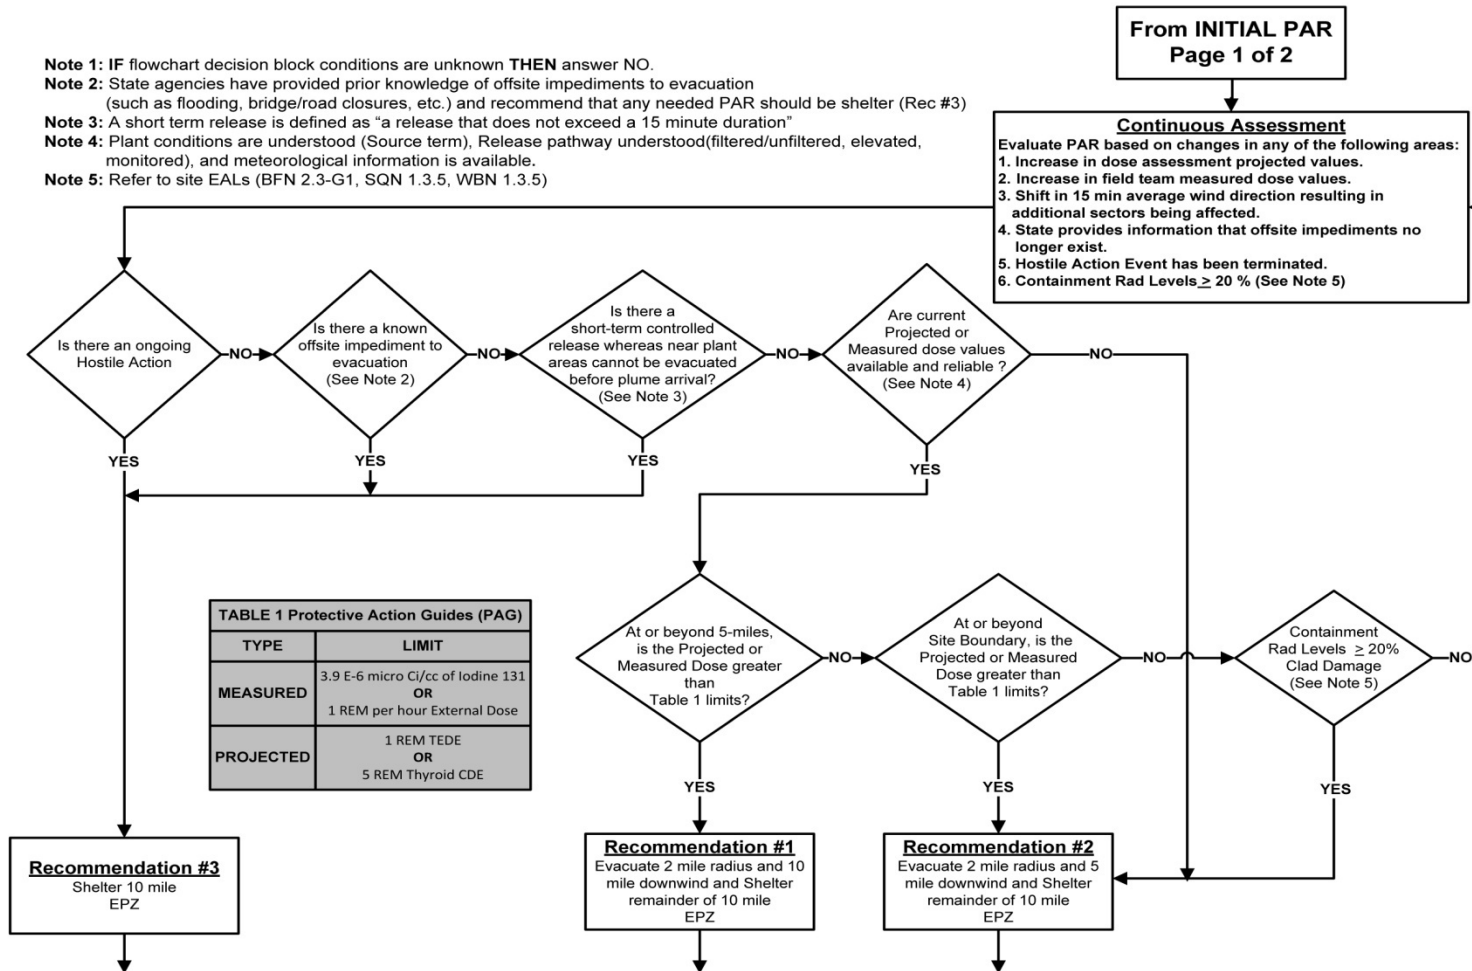 From INITIAL PAR
Page 1 of 2
Note 1: IF flowchart decision block conditions are unknown THEN answer NO.
Note 2: State agencies have provided prior knowledge of offsite impediments to evacuation
(such as flooding, bridge/road closures, etc.) and recommend that any needed PAR should be shelter (Rec #3)
Note 3: A short term release is defined as “a release that does not exceed a 15 minute duration”
Note 4: Plant conditions are understood (Source term), Release pathway understood(filtered/unfiltered, elevated,
monitored), and meteorological information is available.
Note 5: Refer to site EALs (BFN 2.3-G1, SQN 1.3.5, WBN 1.3.5)
Continuous Assessment
Evaluate PAR based on changes in any of the following areas:
1. Increase in dose assessment projected values.
2. Increase in field team measured dose values.
3. Shift in 15 min average wind direction resulting in
additional sectors being affected.
4. State provides information that offsite impediments no
longer exist.
5. Hostile Action Event has been terminated.
6. Containment Rad Levels ≥ 20 % (See Note 5)
Is there an ongoing
Hostile Action
NO
YES
Is there a known
offsite impediment to
evacuation
(See Note 2)
NO
YES
Is there a
short-term controlled
release whereas near plant
areas cannot be evacuated
before plume arrival?
(See Note 3)
NO
YES
Are current
Projected or
Measured dose values
available and reliable ?
(See Note 4)
NO
YES
TABLE 1 Protective Action Guides (PAG)
TYPE LIMIT
MEASURED
3.9 E-6 micro Ci/cc of Iodine 131
OR
1 REM per hour External Dose
PROJECTED
1 REM TEDE
OR
5 REM Thyroid CDE
At or beyond 5-miles,
is the Projected or
Measured Dose greater
than
Table 1 limits?
NO
YES
At or beyond
Site Boundary, is the
Projected or Measured
Dose greater than
Table 1 limits?
NO
YES
Containment
Rad Levels ≥ 20%
Clad Damage
(See Note 5)
NO
YES
Recommendation #3
Shelter 10 mile
EPZ
Recommendation #1
Evacuate 2 mile radius and 10
mile downwind and Shelter
remainder of 10 mile
EPZ
Recommendation #2
Evacuate 2 mile radius and 5
mile downwind and Shelter
remainder of 10 mile
EPZ